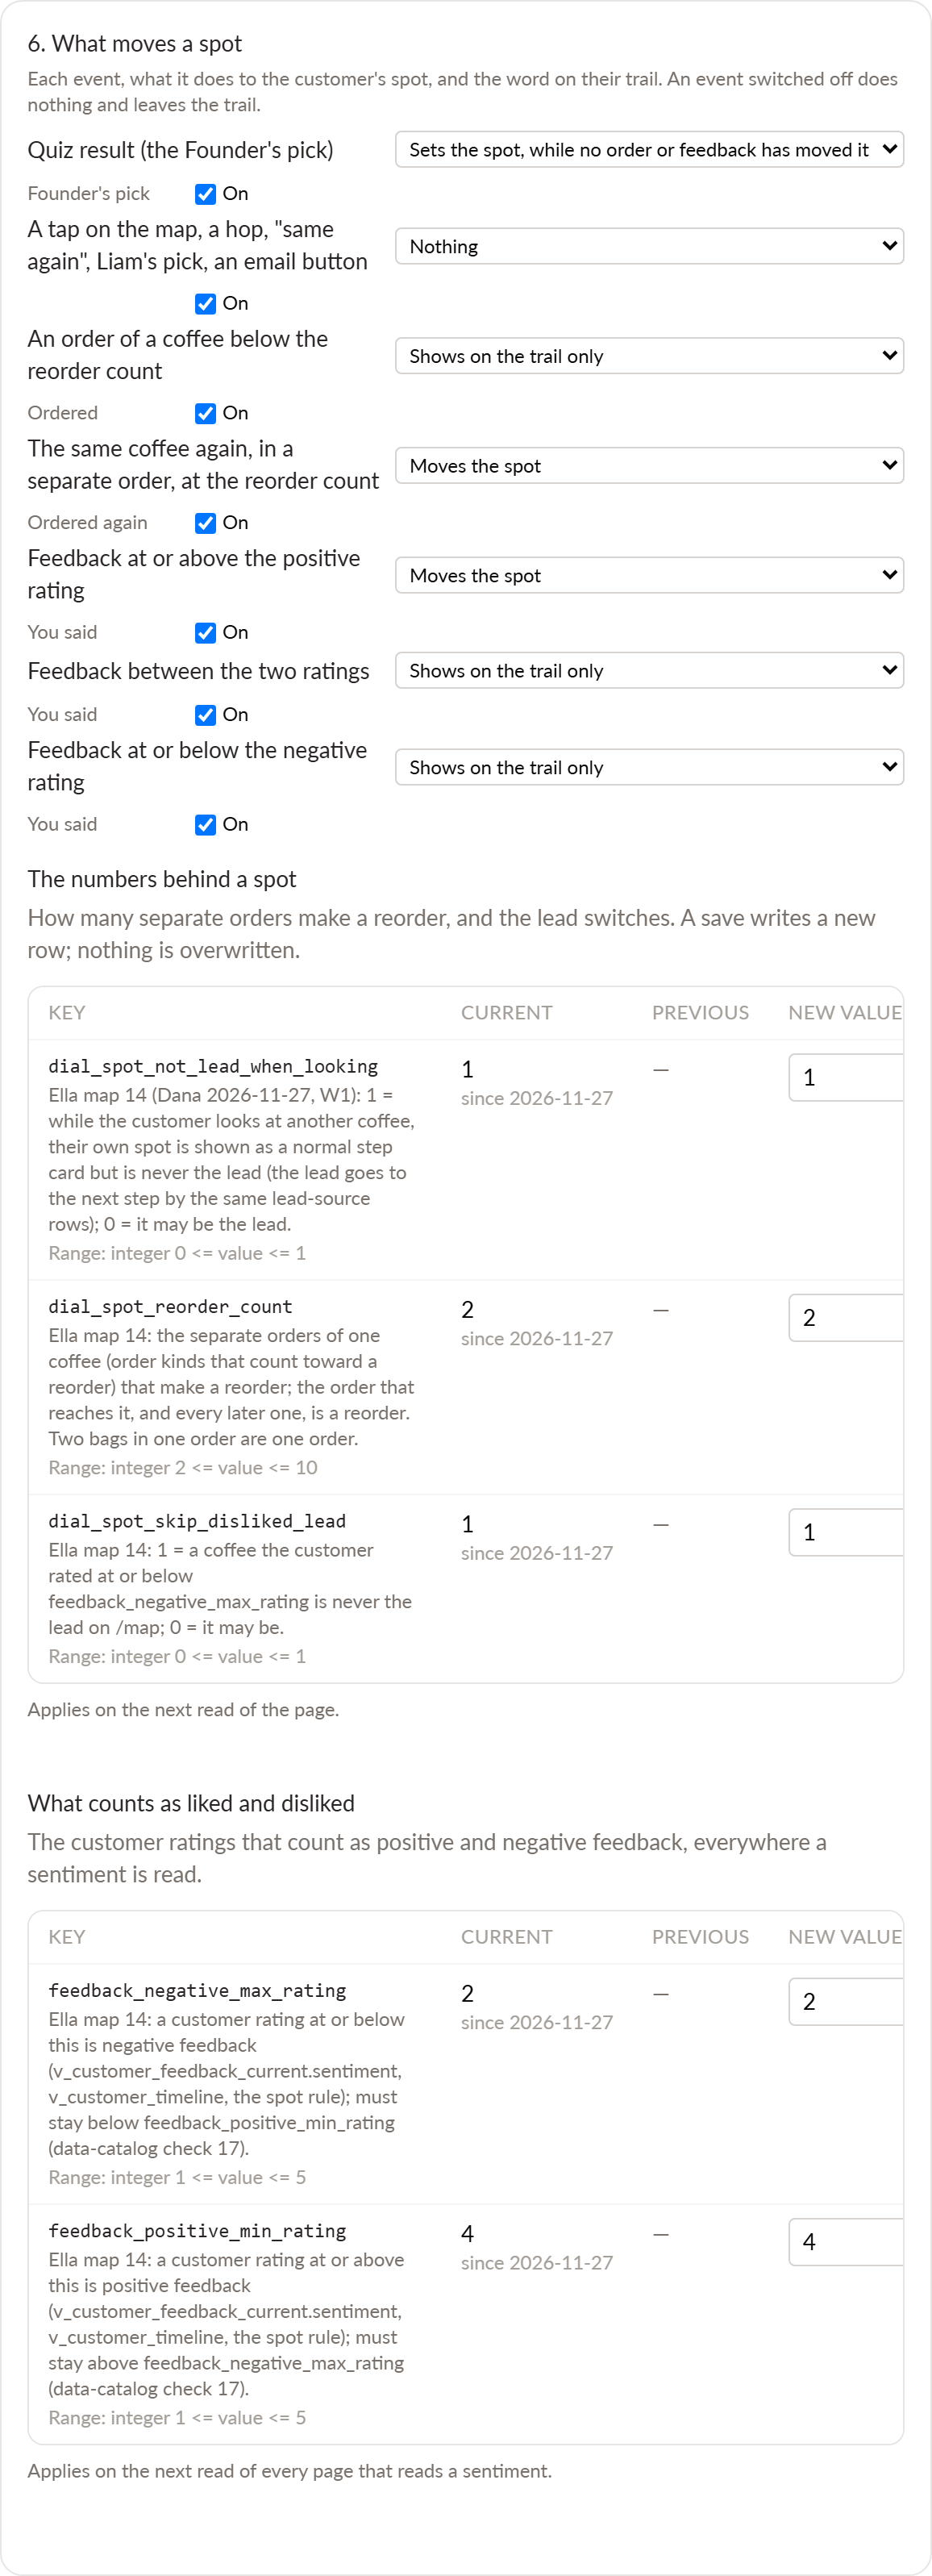 6. What moves a spot
Each event, what it does to the customer's spot, and the word on their trail. An event switched off does
nothing and leaves the trail.
Quiz result (the Founder's pick)
Sets the spot, while no order or feedback has moved it
Founder's pick
On
A tap on the map, a hop, "same
again", Liam's pick, an email button
Nothing
On
An order of a coffee below the
reorder count
Shows on the trail only
Ordered
On
The same coffee again, in a
separate order, at the reorder count
Moves the spot
Ordered again
On
Feedback at or above the positive
rating
Moves the spot
You said
On
Feedback between the two ratings
Shows on the trail only
You said
On
Feedback at or below the negative
rating
Shows on the trail only
You said
On
The numbers behind a spot
How many separate orders make a reorder, and the lead switches. A save writes a new
row; nothing is overwritten.
KEY CURRENT PREVIOUS NEW VALUE
dial_spot_not_lead_when_looking
Ella map 14 (Dana 2026-11-27, W1): 1 =
while the customer looks at another coffee,
their own spot is shown as a normal step
card but is never the lead (the lead goes to
the next step by the same lead-source
rows); 0 = it may be the lead.
Range: integer 0 <= value <= 1
1
since 2026-11-27
—
1
dial_spot_reorder_count
Ella map 14: the separate orders of one
coffee (order kinds that count toward a
reorder) that make a reorder; the order that
reaches it, and every later one, is a reorder.
Two bags in one order are one order.
Range: integer 2 <= value <= 10
2
since 2026-11-27
—
2
dial_spot_skip_disliked_lead
Ella map 14: 1 = a coffee the customer
rated at or below
feedback_negative_max_rating is never the
lead on /map; 0 = it may be.
Range: integer 0 <= value <= 1
1
since 2026-11-27
—
1
Applies on the next read of the page.
What counts as liked and disliked
The customer ratings that count as positive and negative feedback, everywhere a
sentiment is read.
KEY CURRENT PREVIOUS NEW VALUE
feedback_negative_max_rating
Ella map 14: a customer rating at or below
this is negative feedback
(v_customer_feedback_current.sentiment,
v_customer_timeline, the spot rule); must
stay below feedback_positive_min_rating
(data-catalog check 17).
Range: integer 1 <= value <= 5
2
since 2026-11-27
—
2
feedback_positive_min_rating
Ella map 14: a customer rating at or above
this is positive feedback
(v_customer_feedback_current.sentiment,
v_customer_timeline, the spot rule); must
stay above feedback_negative_max_rating
(data-catalog check 17).
Range: integer 1 <= value <= 5
4
since 2026-11-27
—
4
Applies on the next read of every page that reads a sentiment.